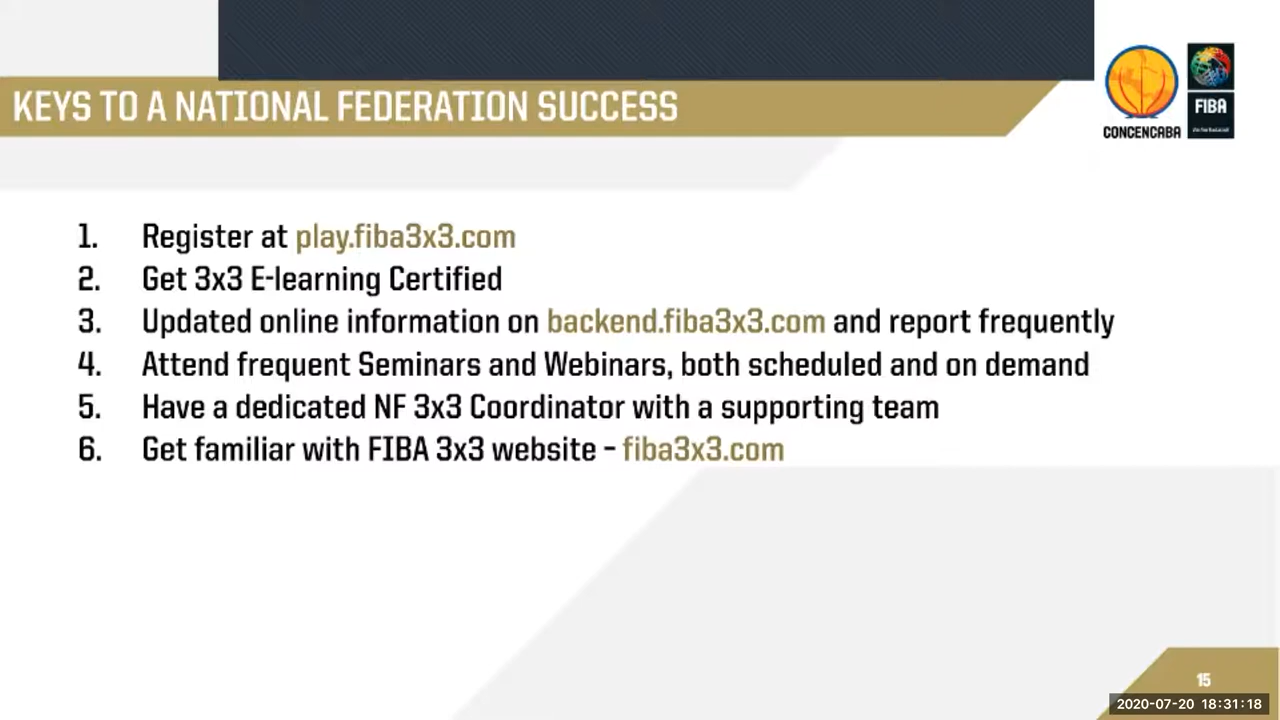 KEYS TO A NATIONAL FEDERATION SUCCESS
CONCENCABA
FIBA
1. Register at play.fiba3x3.com
2. Get 3x3 E-learning Certified
3. Updated online information on backend.fiba3x3.com and report frequently
4. Attend frequent Seminars and Webinars, both scheduled and on demand
5. Have a dedicated NF 3x3 Coordinator with a supporting team
6. Get familiar with FIBA 3x3 website – fiba3x3.com
15
2020-07-20 18:31:18